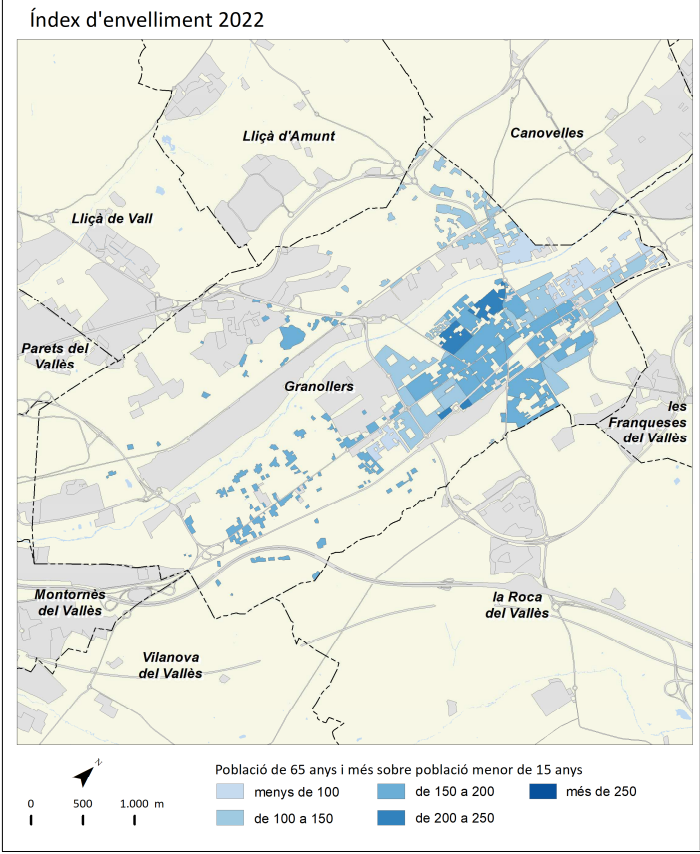 Índex d'envelliment 2022
Lliçà d'Amunt
Canovelles
Lliçà de Vall
Parets del
Vallès
Granollers
les
Franqueses
del Vallès
Montornès
del Vallès
la Roca
del Vallès
Vilanova
del Vallès
N
0 500 1.000 m
Població de 65 anys i més sobre població menor de 15 anys
menys de 100
de 150 a 200
més de 250
de 100 a 150
de 200 a 250